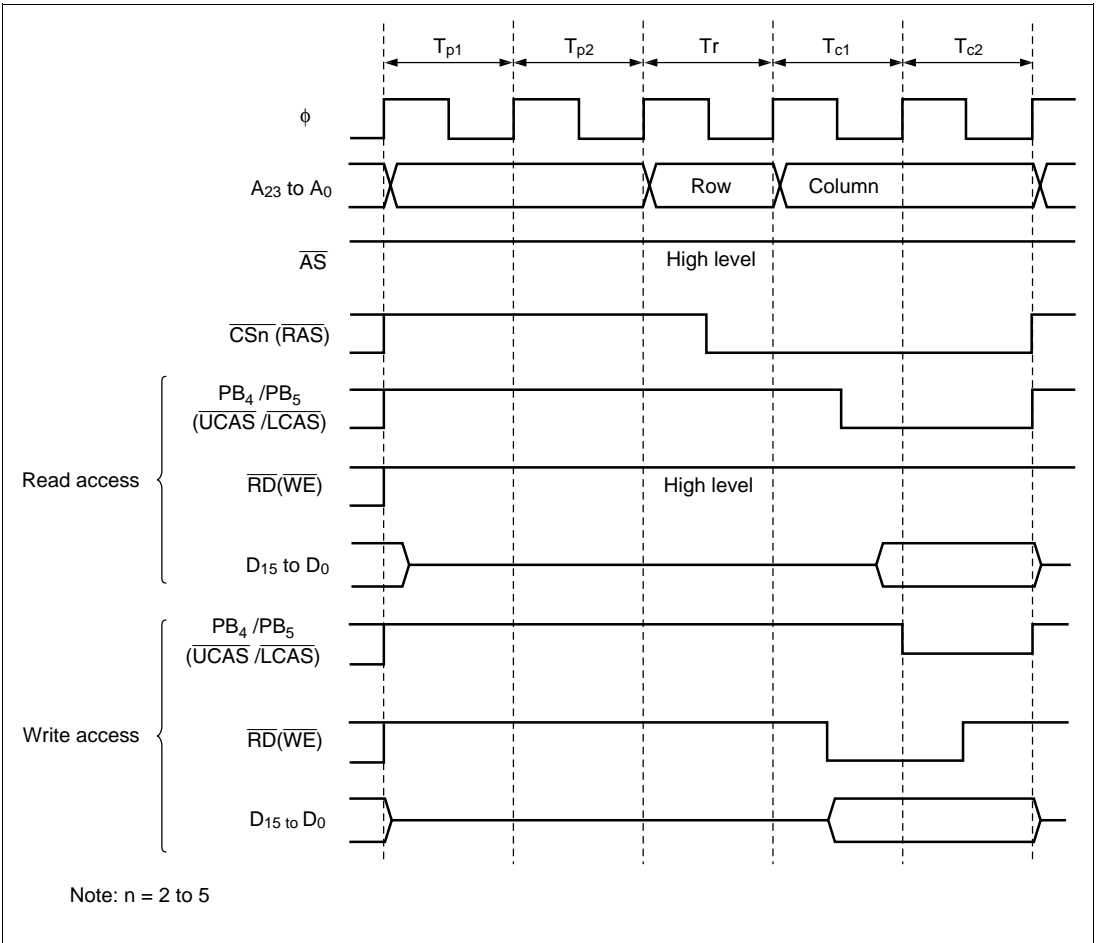 Tp1 Tp2 Tr Tc1 Tc2
ϕ
A23 to A0 Row Column
AS High level
CSn (RAS)
PB4 /PB5
(UCAS /LCAS)
Read access
RD(WE) High level
D15 to D0
PB4 /PB5
(UCAS /LCAS)
Write access
RD(WE)
D15 to D0
Note: n = 2 to 5